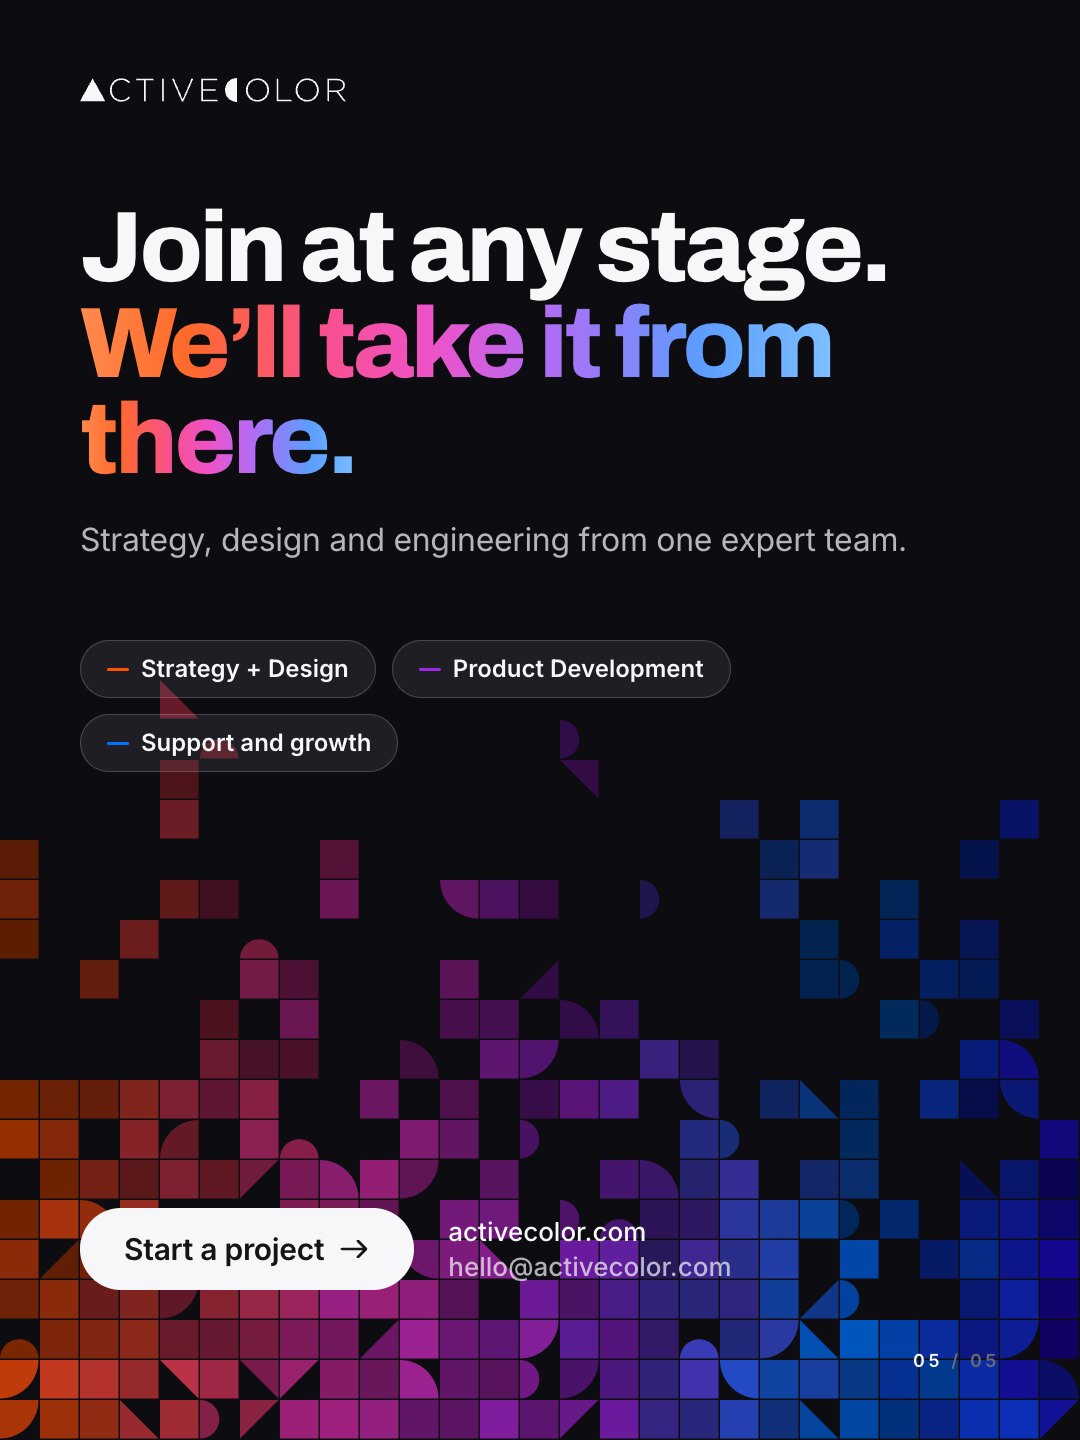 ACTIVECOLOR
Join at any stage.
We’ll take it from
there.
Strategy, design and engineering from one expert team.
Strategy + Design
Product Development
Support and growth
Start a project →
activecolor.com
hello@activecolor.com
05 / 05